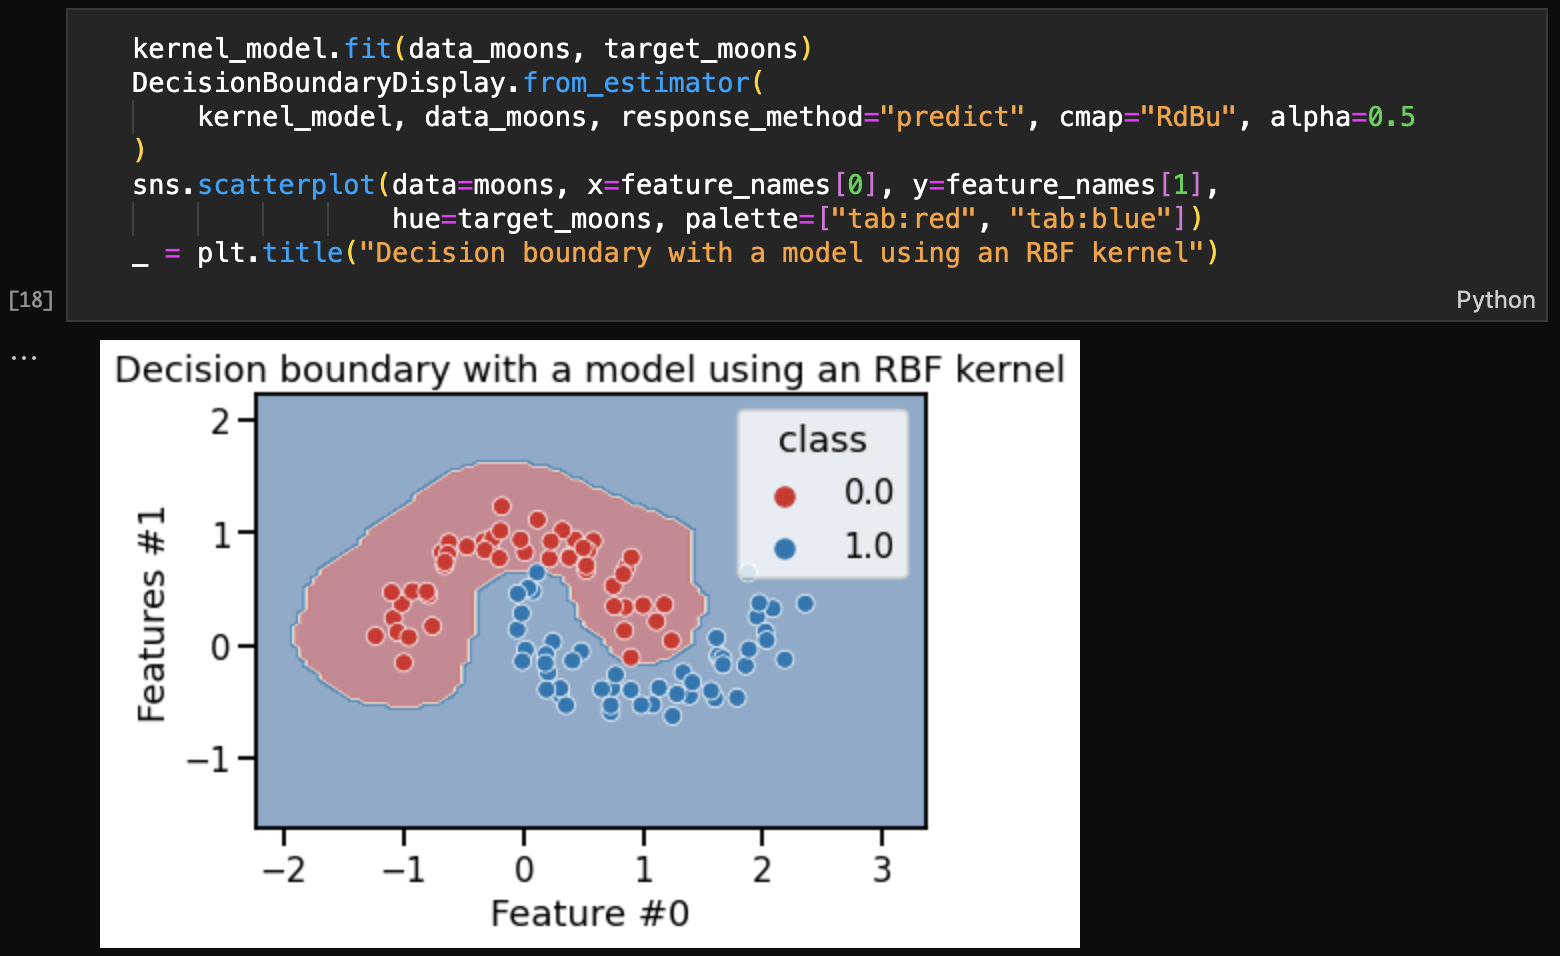 kernel_model.fit(data_moons, target_moons)
DecisionBoundaryDisplay.from_estimator(
    kernel_model, data_moons, response_method="predict", cmap="RdBu", alpha=0.5
)
sns.scatterplot(data=moons, x=feature_names[0], y=feature_names[1],
                hue=target_moons, palette=["tab:red", "tab:blue"])
_ = plt.title("Decision boundary with a model using an RBF kernel")
[18]
Python
...
Decision boundary with a model using an RBF kernel
class
0.0
1.0
2
1
0
−1
Features #1
−2 −1 0 1 2 3
Feature #0